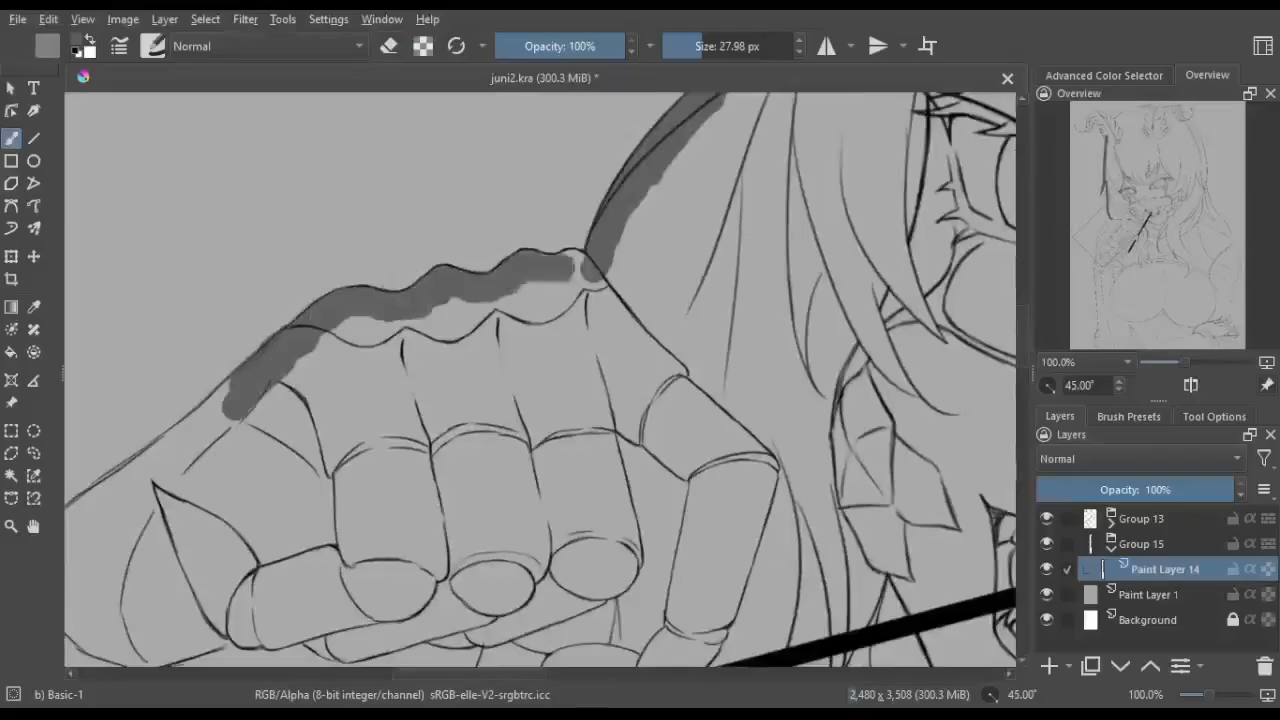 File Edit View Image Layer Select Filter Tools Settings Window Help
Normal Opacity: 100% Size: 27.98 px
juni2.kra (300.3 MiB) *
Advanced Color Selector Overview
Overview
100.0%
45.00°
Layers Brush Presets Tool Options
Layers
Normal
Opacity: 100%
Group 13
Group 15
Paint Layer 14
Paint Layer 1
Background
b) Basic-1 RGB/Alpha (8-bit integer/channel) sRGB-elle-V2-srgbtrc.icc 2,480 x 3,508 (300.3 MiB) 45.00° 100.0%